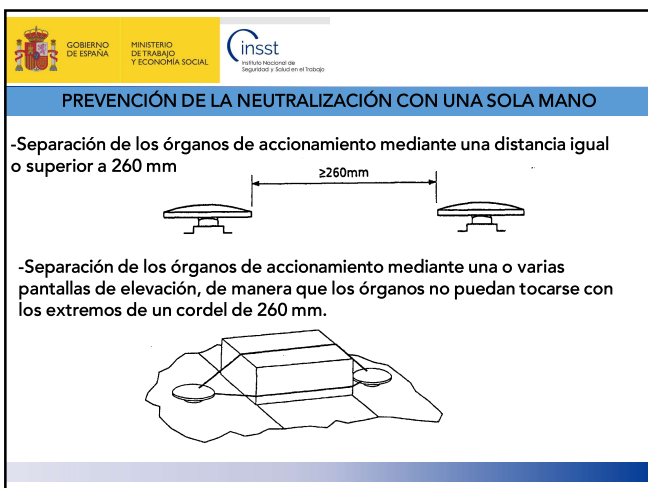 GOBIERNO
DE ESPAÑA
MINISTERIO
DE TRABAJO
Y ECONOMÍA SOCIAL
insst
Instituto Nacional de
Seguridad y Salud en el Trabajo
PREVENCIÓN DE LA NEUTRALIZACIÓN CON UNA SOLA MANO
-Separación de los órganos de accionamiento mediante una distancia igual
o superior a 260 mm
≥260mm
-Separación de los órganos de accionamiento mediante una o varias
pantallas de elevación, de manera que los órganos no puedan tocarse con
los extremos de un cordel de 260 mm.